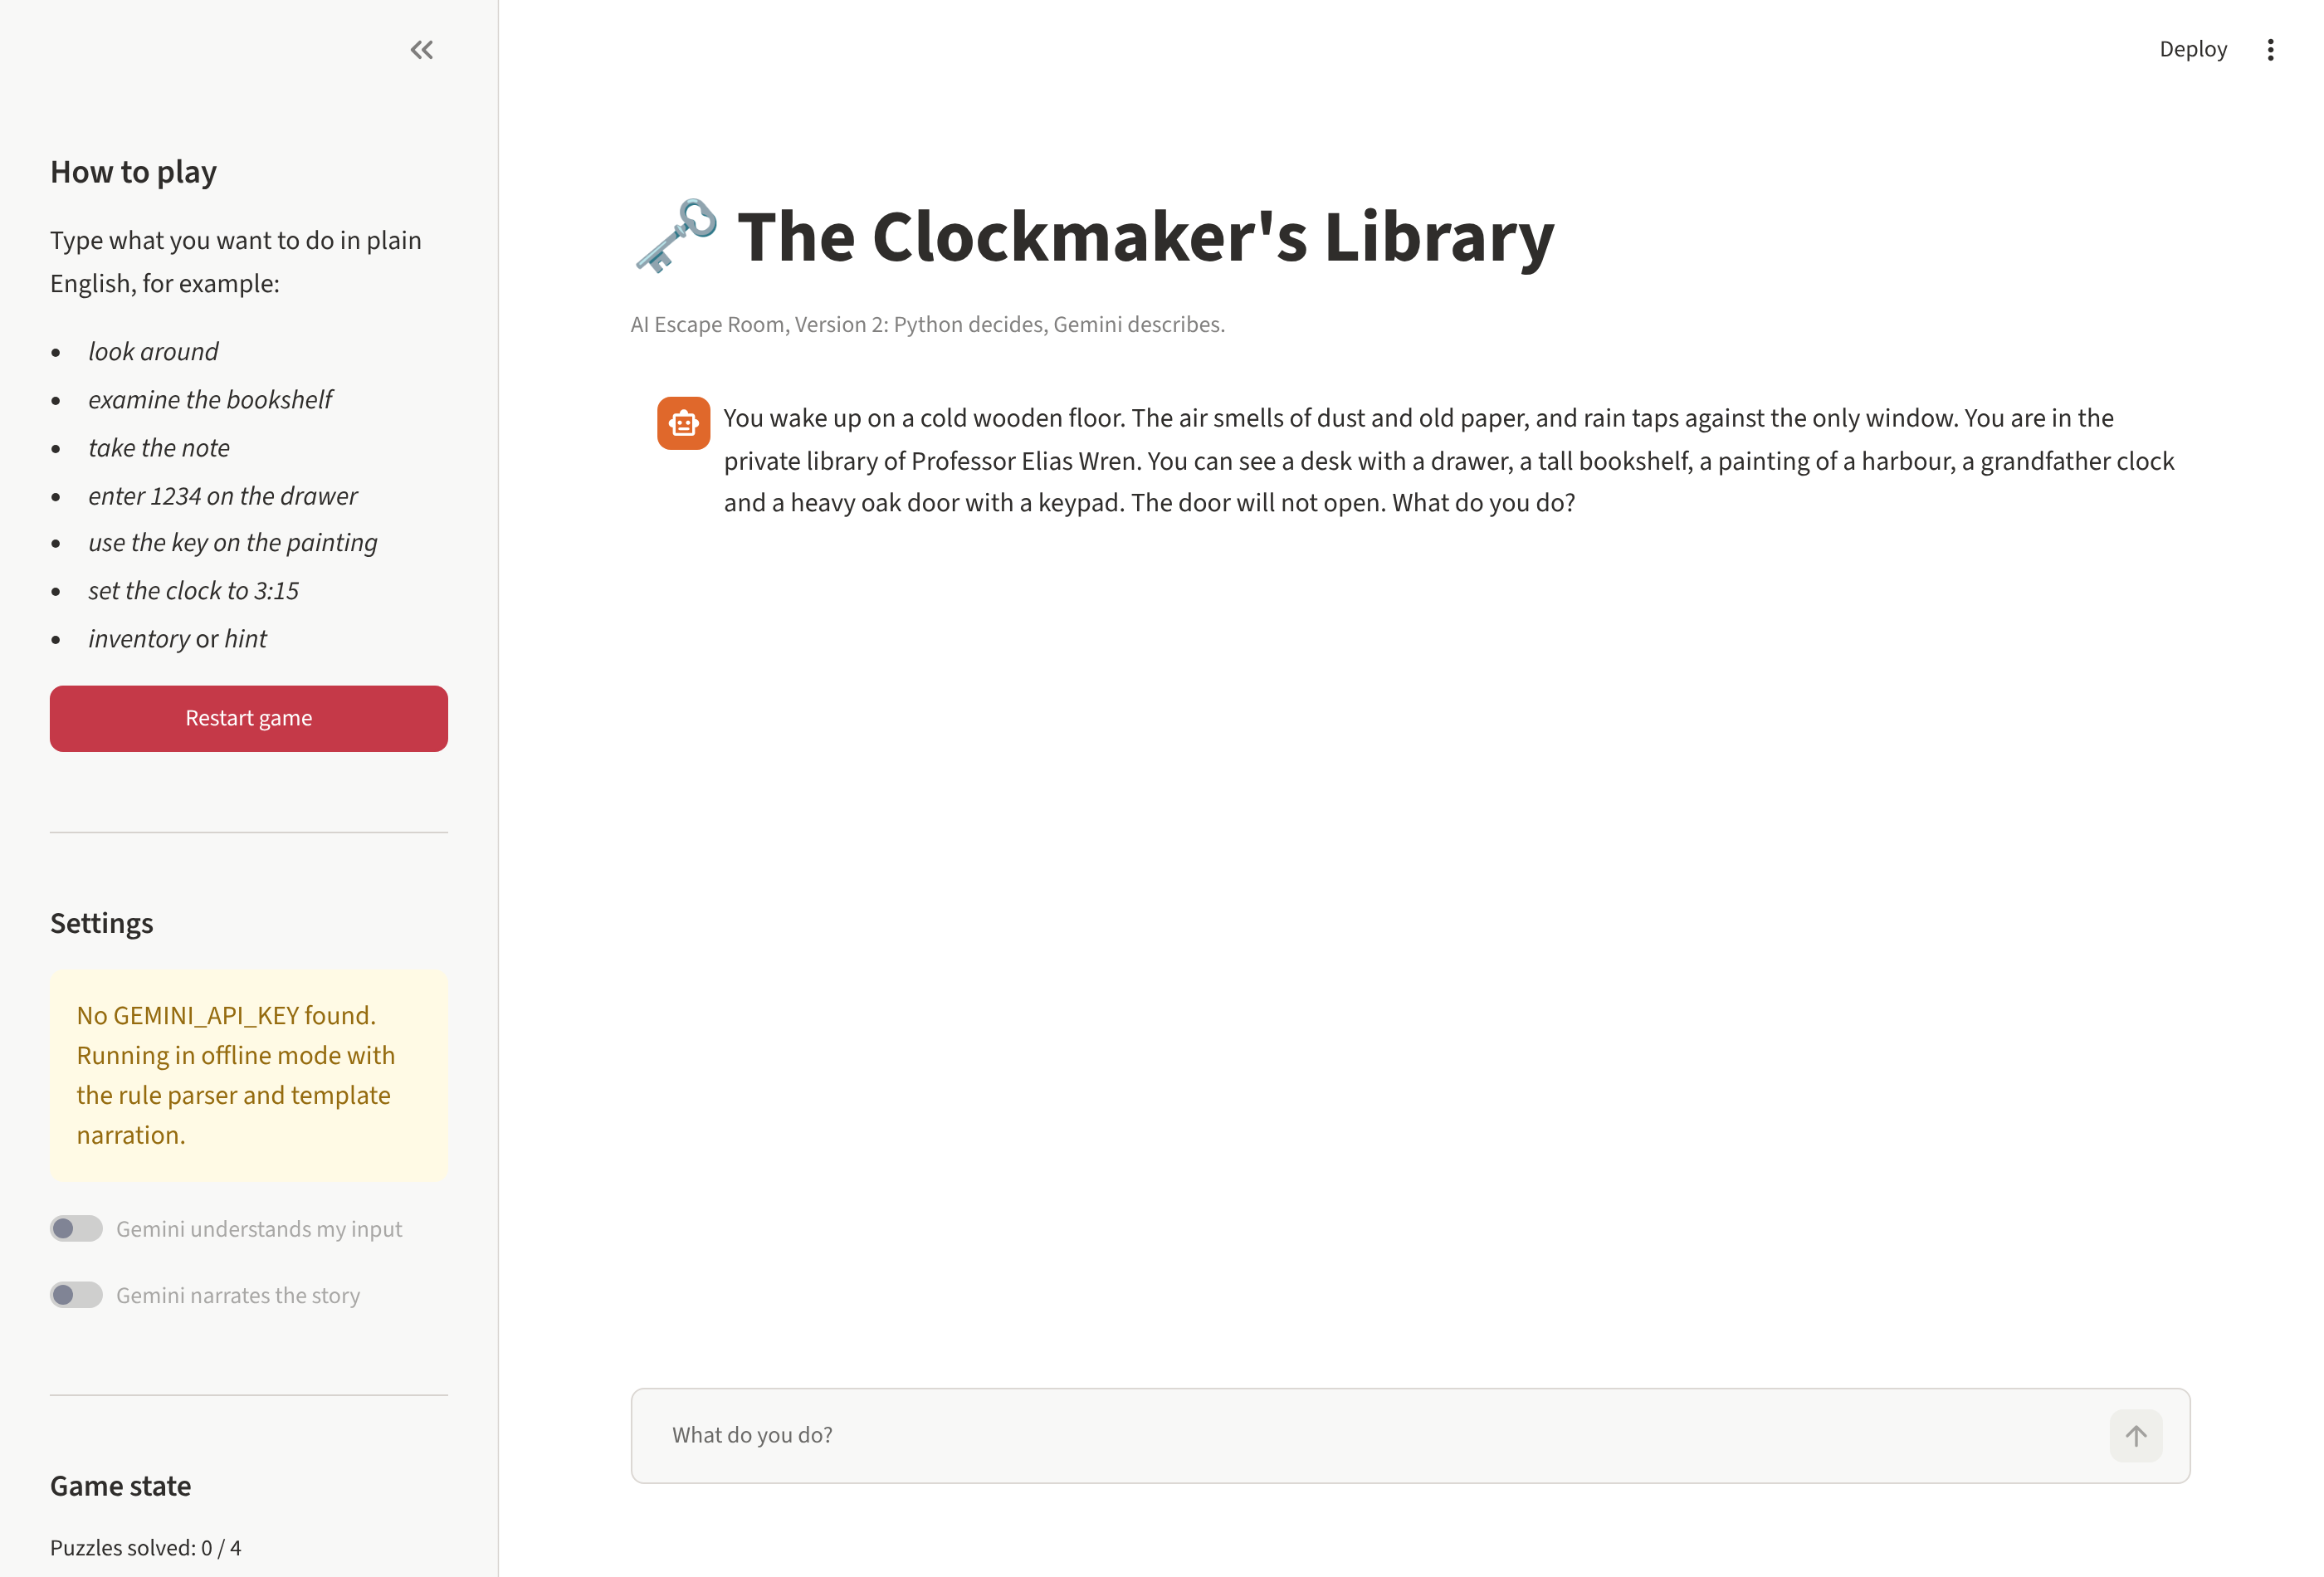 Deploy
How to play
Type what you want to do in plain
English, for example:
look around
examine the bookshelf
take the note
enter 1234 on the drawer
use the key on the painting
set the clock to 3:15
inventory or hint
Restart game
Settings
No GEMINI_API_KEY found.
Running in offline mode with
the rule parser and template
narration.
Gemini understands my input
Gemini narrates the story
Game state
Puzzles solved: 0 / 4
The Clockmaker's Library
AI Escape Room, Version 2: Python decides, Gemini describes.
You wake up on a cold wooden floor. The air smells of dust and old paper, and rain taps against the only window. You are in the
private library of Professor Elias Wren. You can see a desk with a drawer, a tall bookshelf, a painting of a harbour, a grandfather clock
and a heavy oak door with a keypad. The door will not open. What do you do?
What do you do?